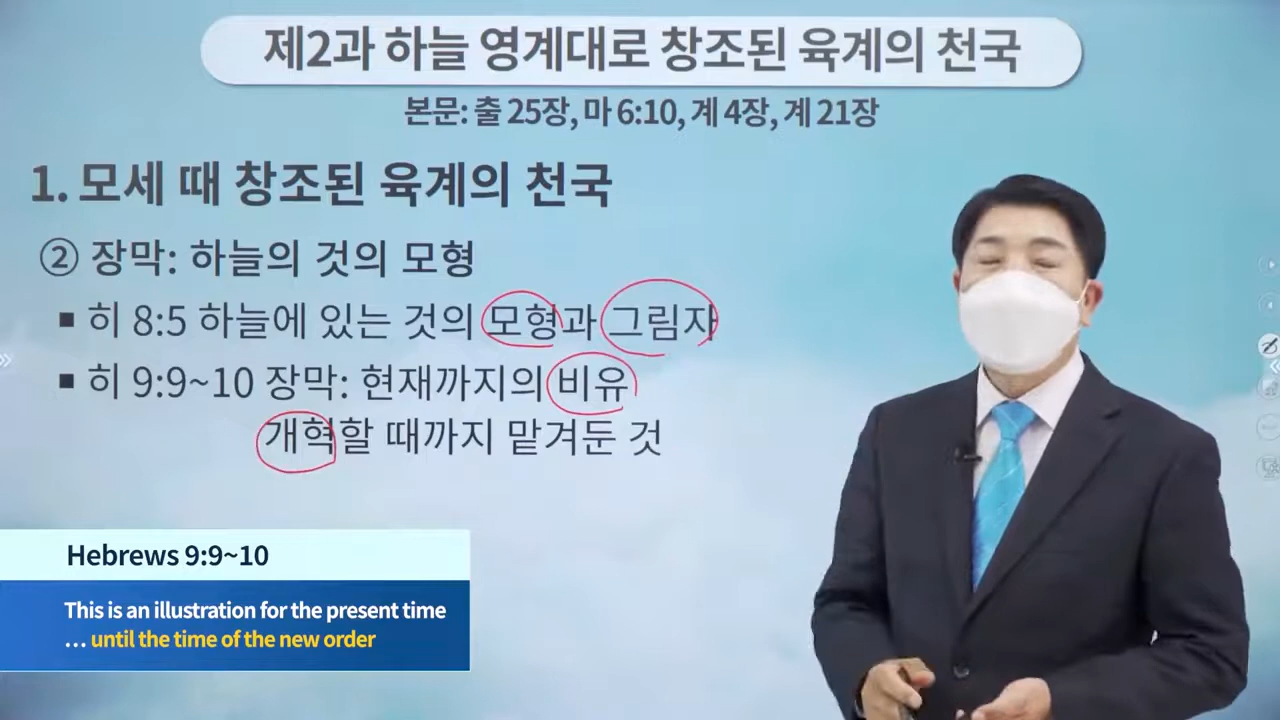 제2과 하늘 영계대로 창조된 육계의 천국
본문: 출 25장, 마 6:10, 계 4장, 계 21장
1. 모세 때 창조된 육계의 천국
② 장막: 하늘의 것의 모형
▪ 히 8:5 하늘에 있는 것의 모형과 그림자
▪ 히 9:9~10 장막: 현재까지의 비유
개혁할 때까지 맡겨둔 것
Hebrews 9:9~10
This is an illustration for the present time
… until the time of the new order